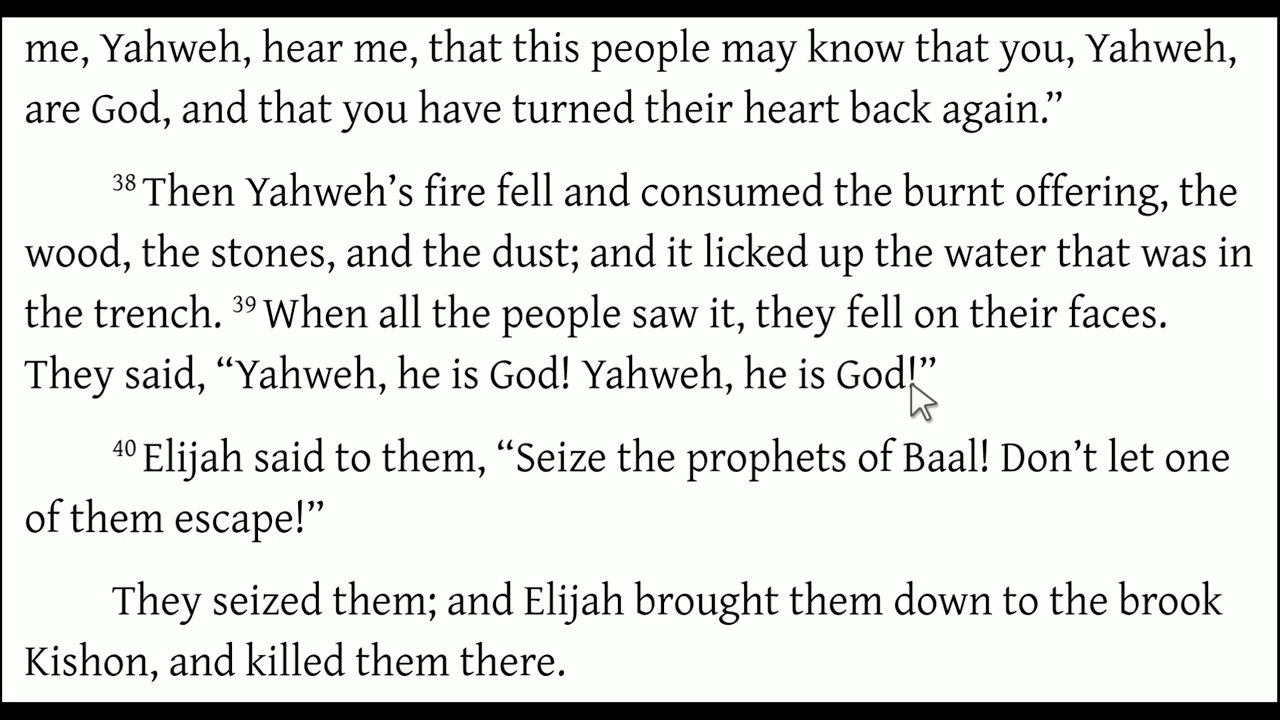 me, Yahweh, hear me, that this people may know that you, Yahweh,
are God, and that you have turned their heart back again.”
38 Then Yahweh’s fire fell and consumed the burnt offering, the
wood, the stones, and the dust; and it licked up the water that was in
the trench. 39 When all the people saw it, they fell on their faces.
They said, “Yahweh, he is God! Yahweh, he is God!”
40 Elijah said to them, “Seize the prophets of Baal! Don’t let one
of them escape!”
They seized them; and Elijah brought them down to the brook
Kishon, and killed them there.